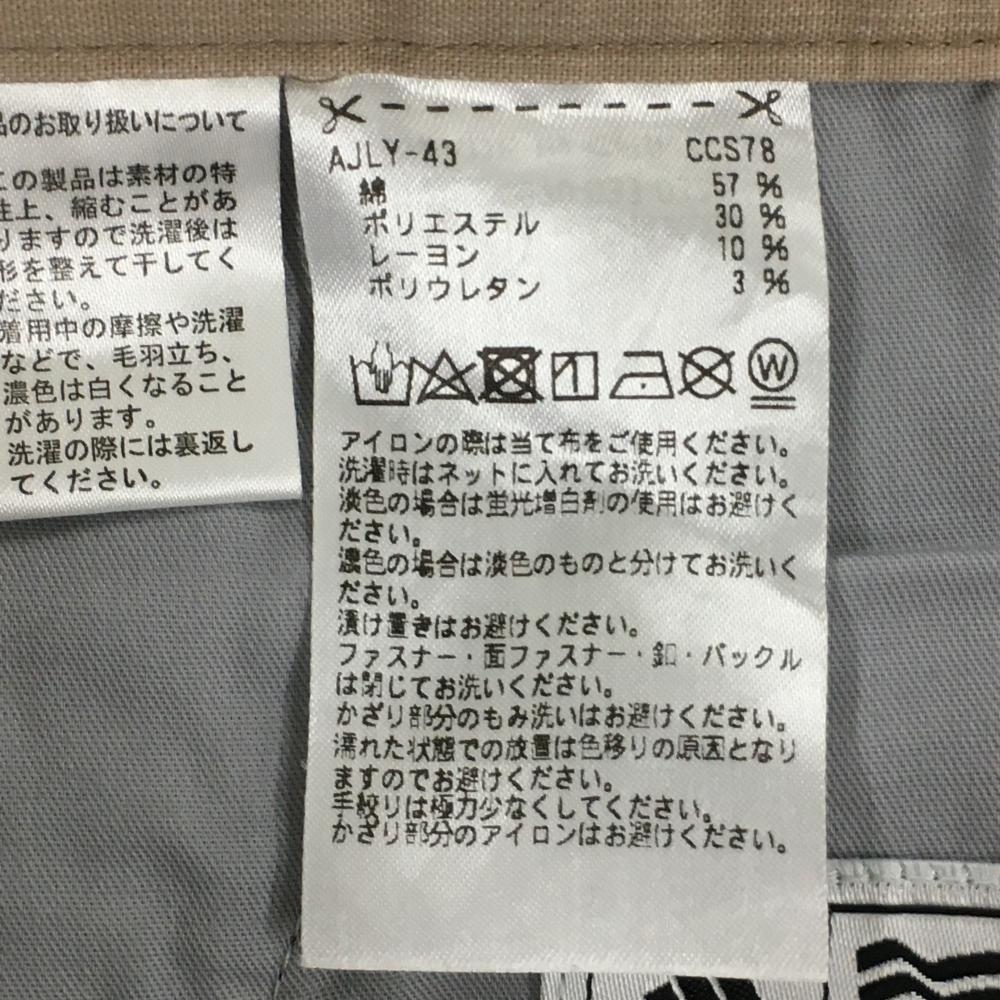 品のお取り扱いについて
この製品は素材の特
性上、縮むことがあ
りますので洗濯後は
形を整えて干してく
ださい。
着用中の摩擦や洗濯
などで、毛羽立ち、
濃色は白くなること
があります。
洗濯の際には裏返し
てください。
AJLY-43 CCS78
綿 57 %
ポリエステル 30 %
レーヨン 10 %
ポリウレタン 3 %
W
アイロンの際は当て布をご使用ください。
洗濯時はネットに入れてお洗いください。
淡色の場合は蛍光増白剤の使用はお避けく
ださい。
濃色の場合は淡色のものと分けてお洗いく
ださい。
漬け置きはお避けください。
ファスナー・面ファスナー・釦・バックル
は閉じてお洗いください。
かざり部分のもみ洗いはお避けください。
濡れた状態での放置は色移りの原因となり
ますのでお避けください。
手絞りは極力少なくしてください。
かざり部分のアイロンはお避けください。